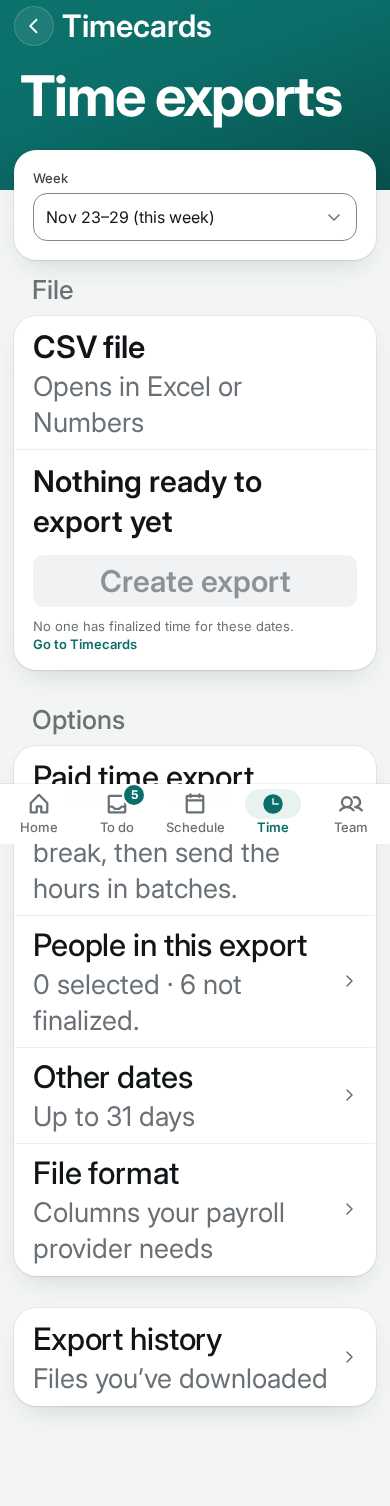 Timecards
Time exports
Week
Nov 23–29 (this week)
File
CSV file
Opens in Excel or
Numbers
Nothing ready to
export yet
Create export
No one has finalized time for these dates.
Go to Timecards
Options
Paid time export
5
Home
To do
Schedule
Time
Team
break, then send the
hours in batches.
People in this export
0 selected · 6 not
finalized.
Other dates
Up to 31 days
File format
Columns your payroll
provider needs
Export history
Files you’ve downloaded